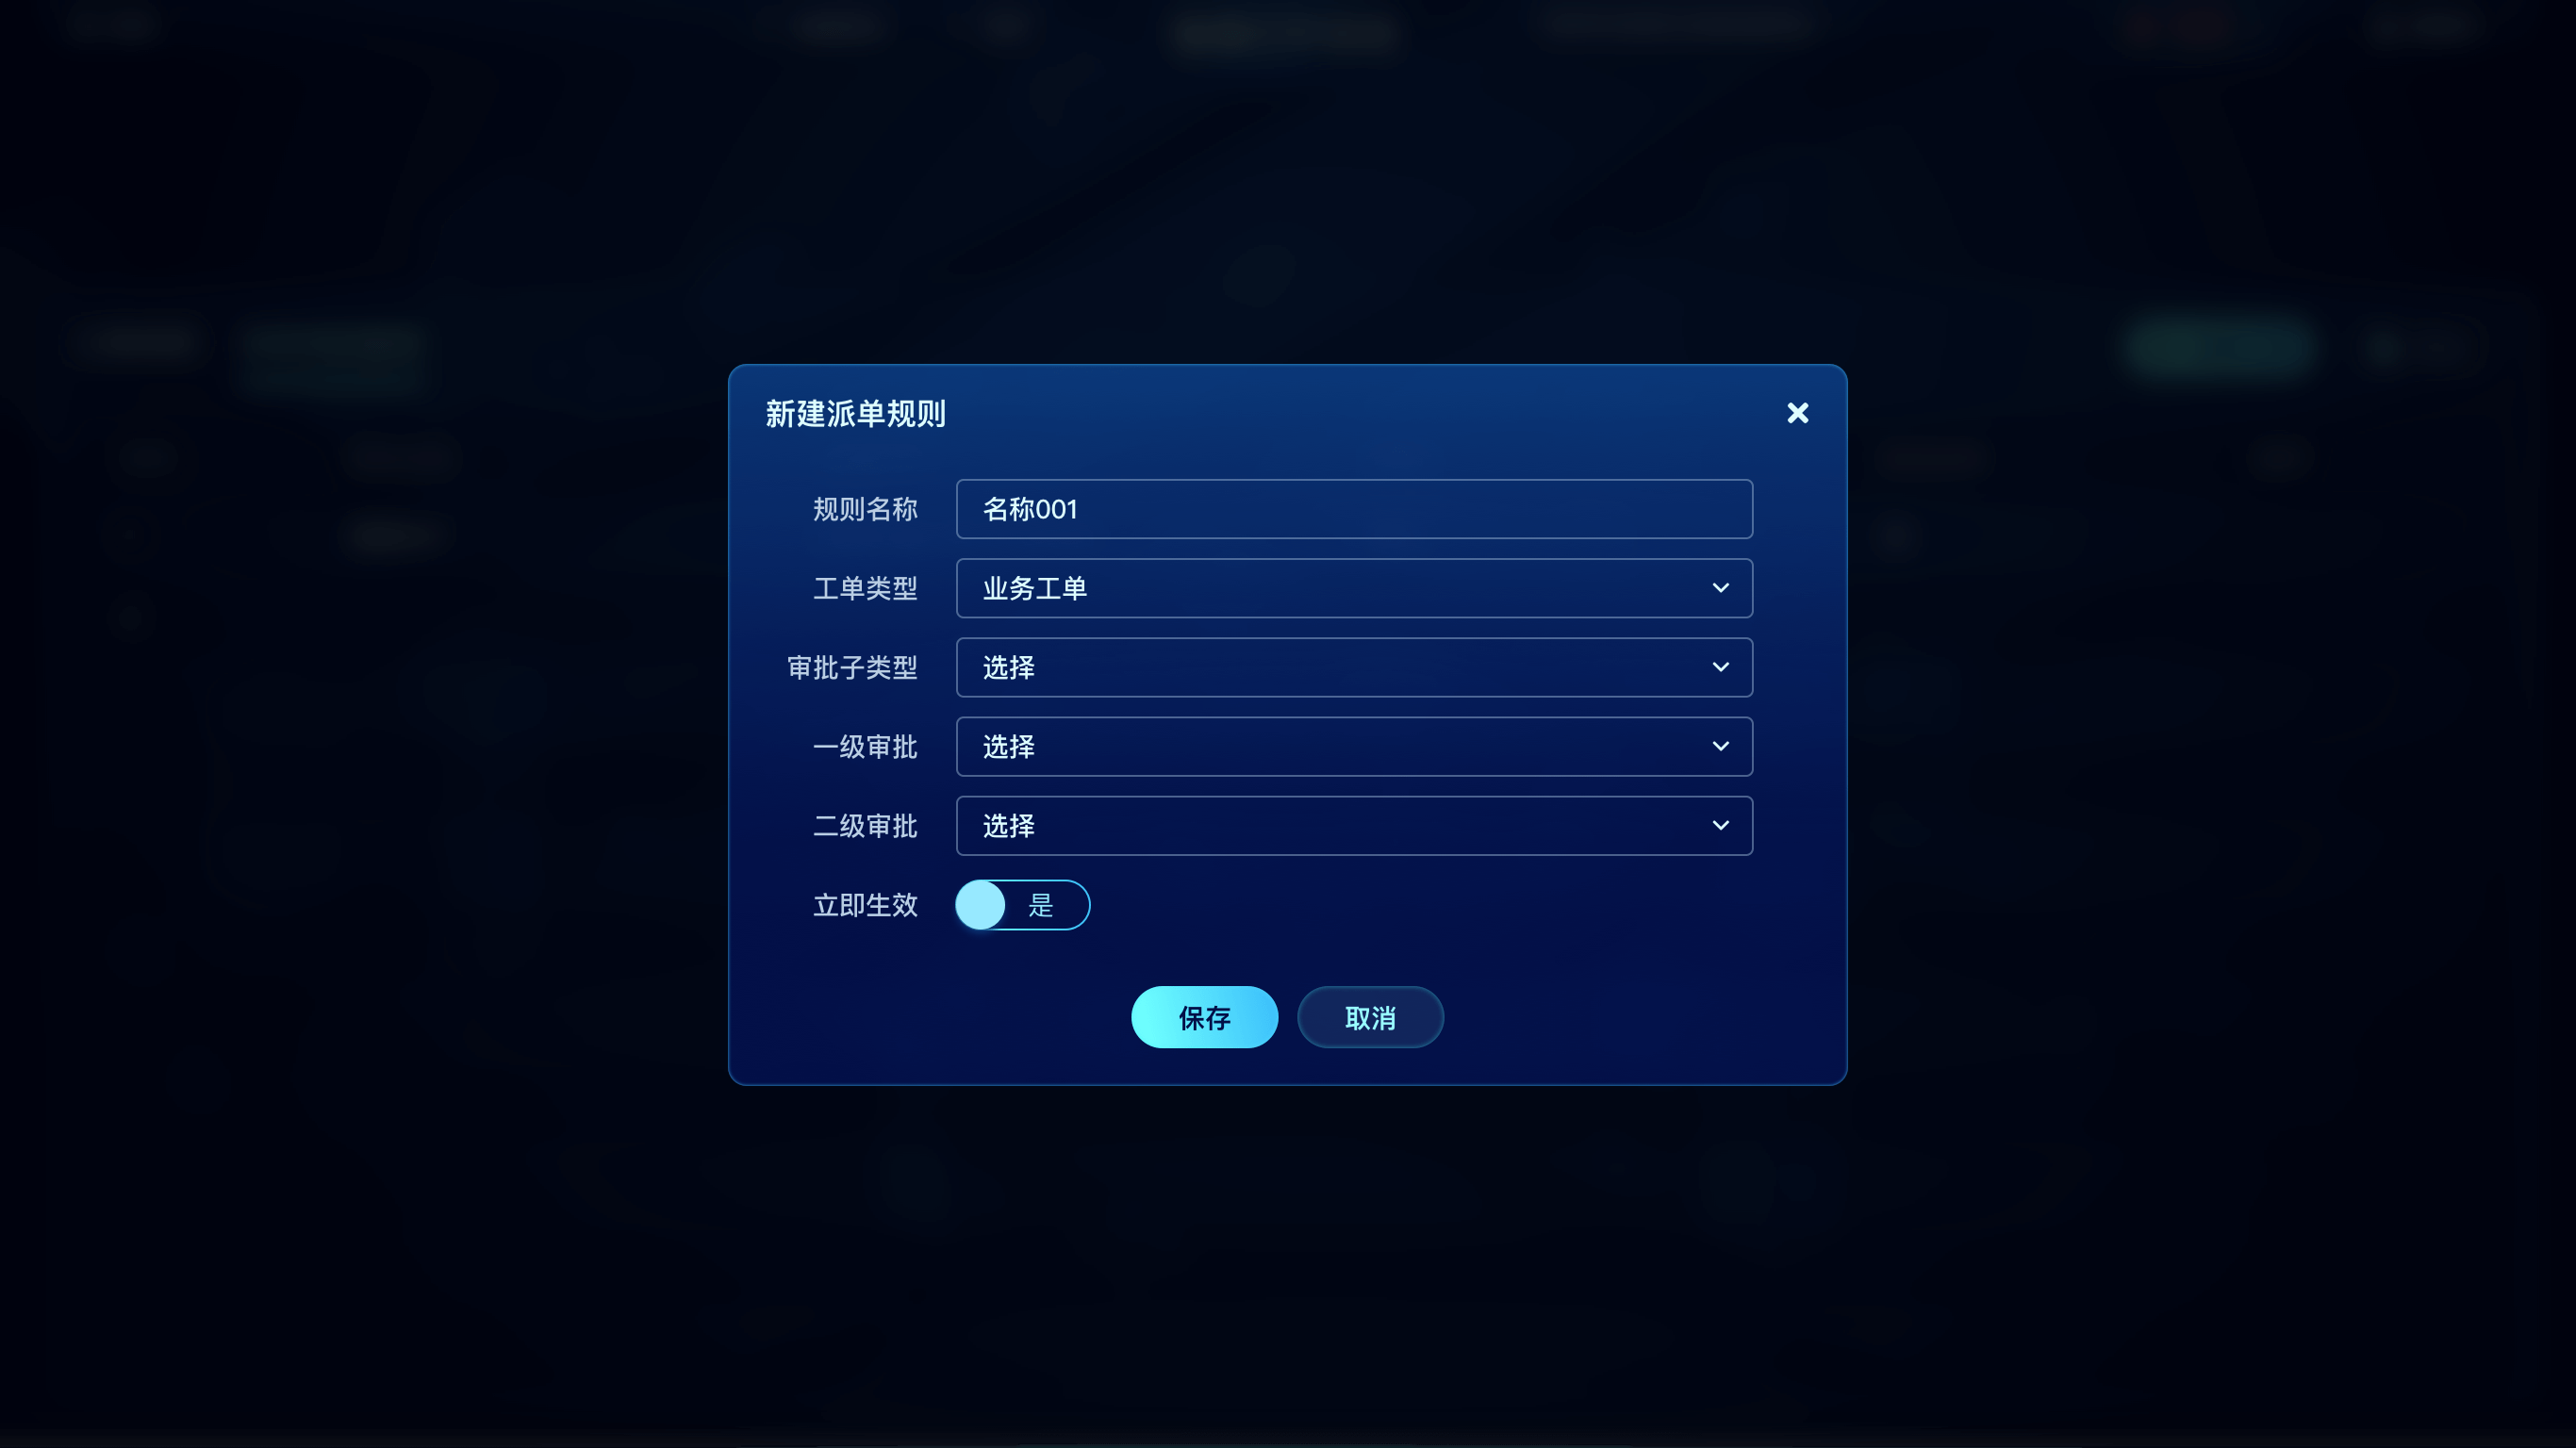 新建派单规则
规则名称 名称001
工单类型 业务工单
审批子类型 选择
一级审批 选择
二级审批 选择
立即生效 是
保存 取消